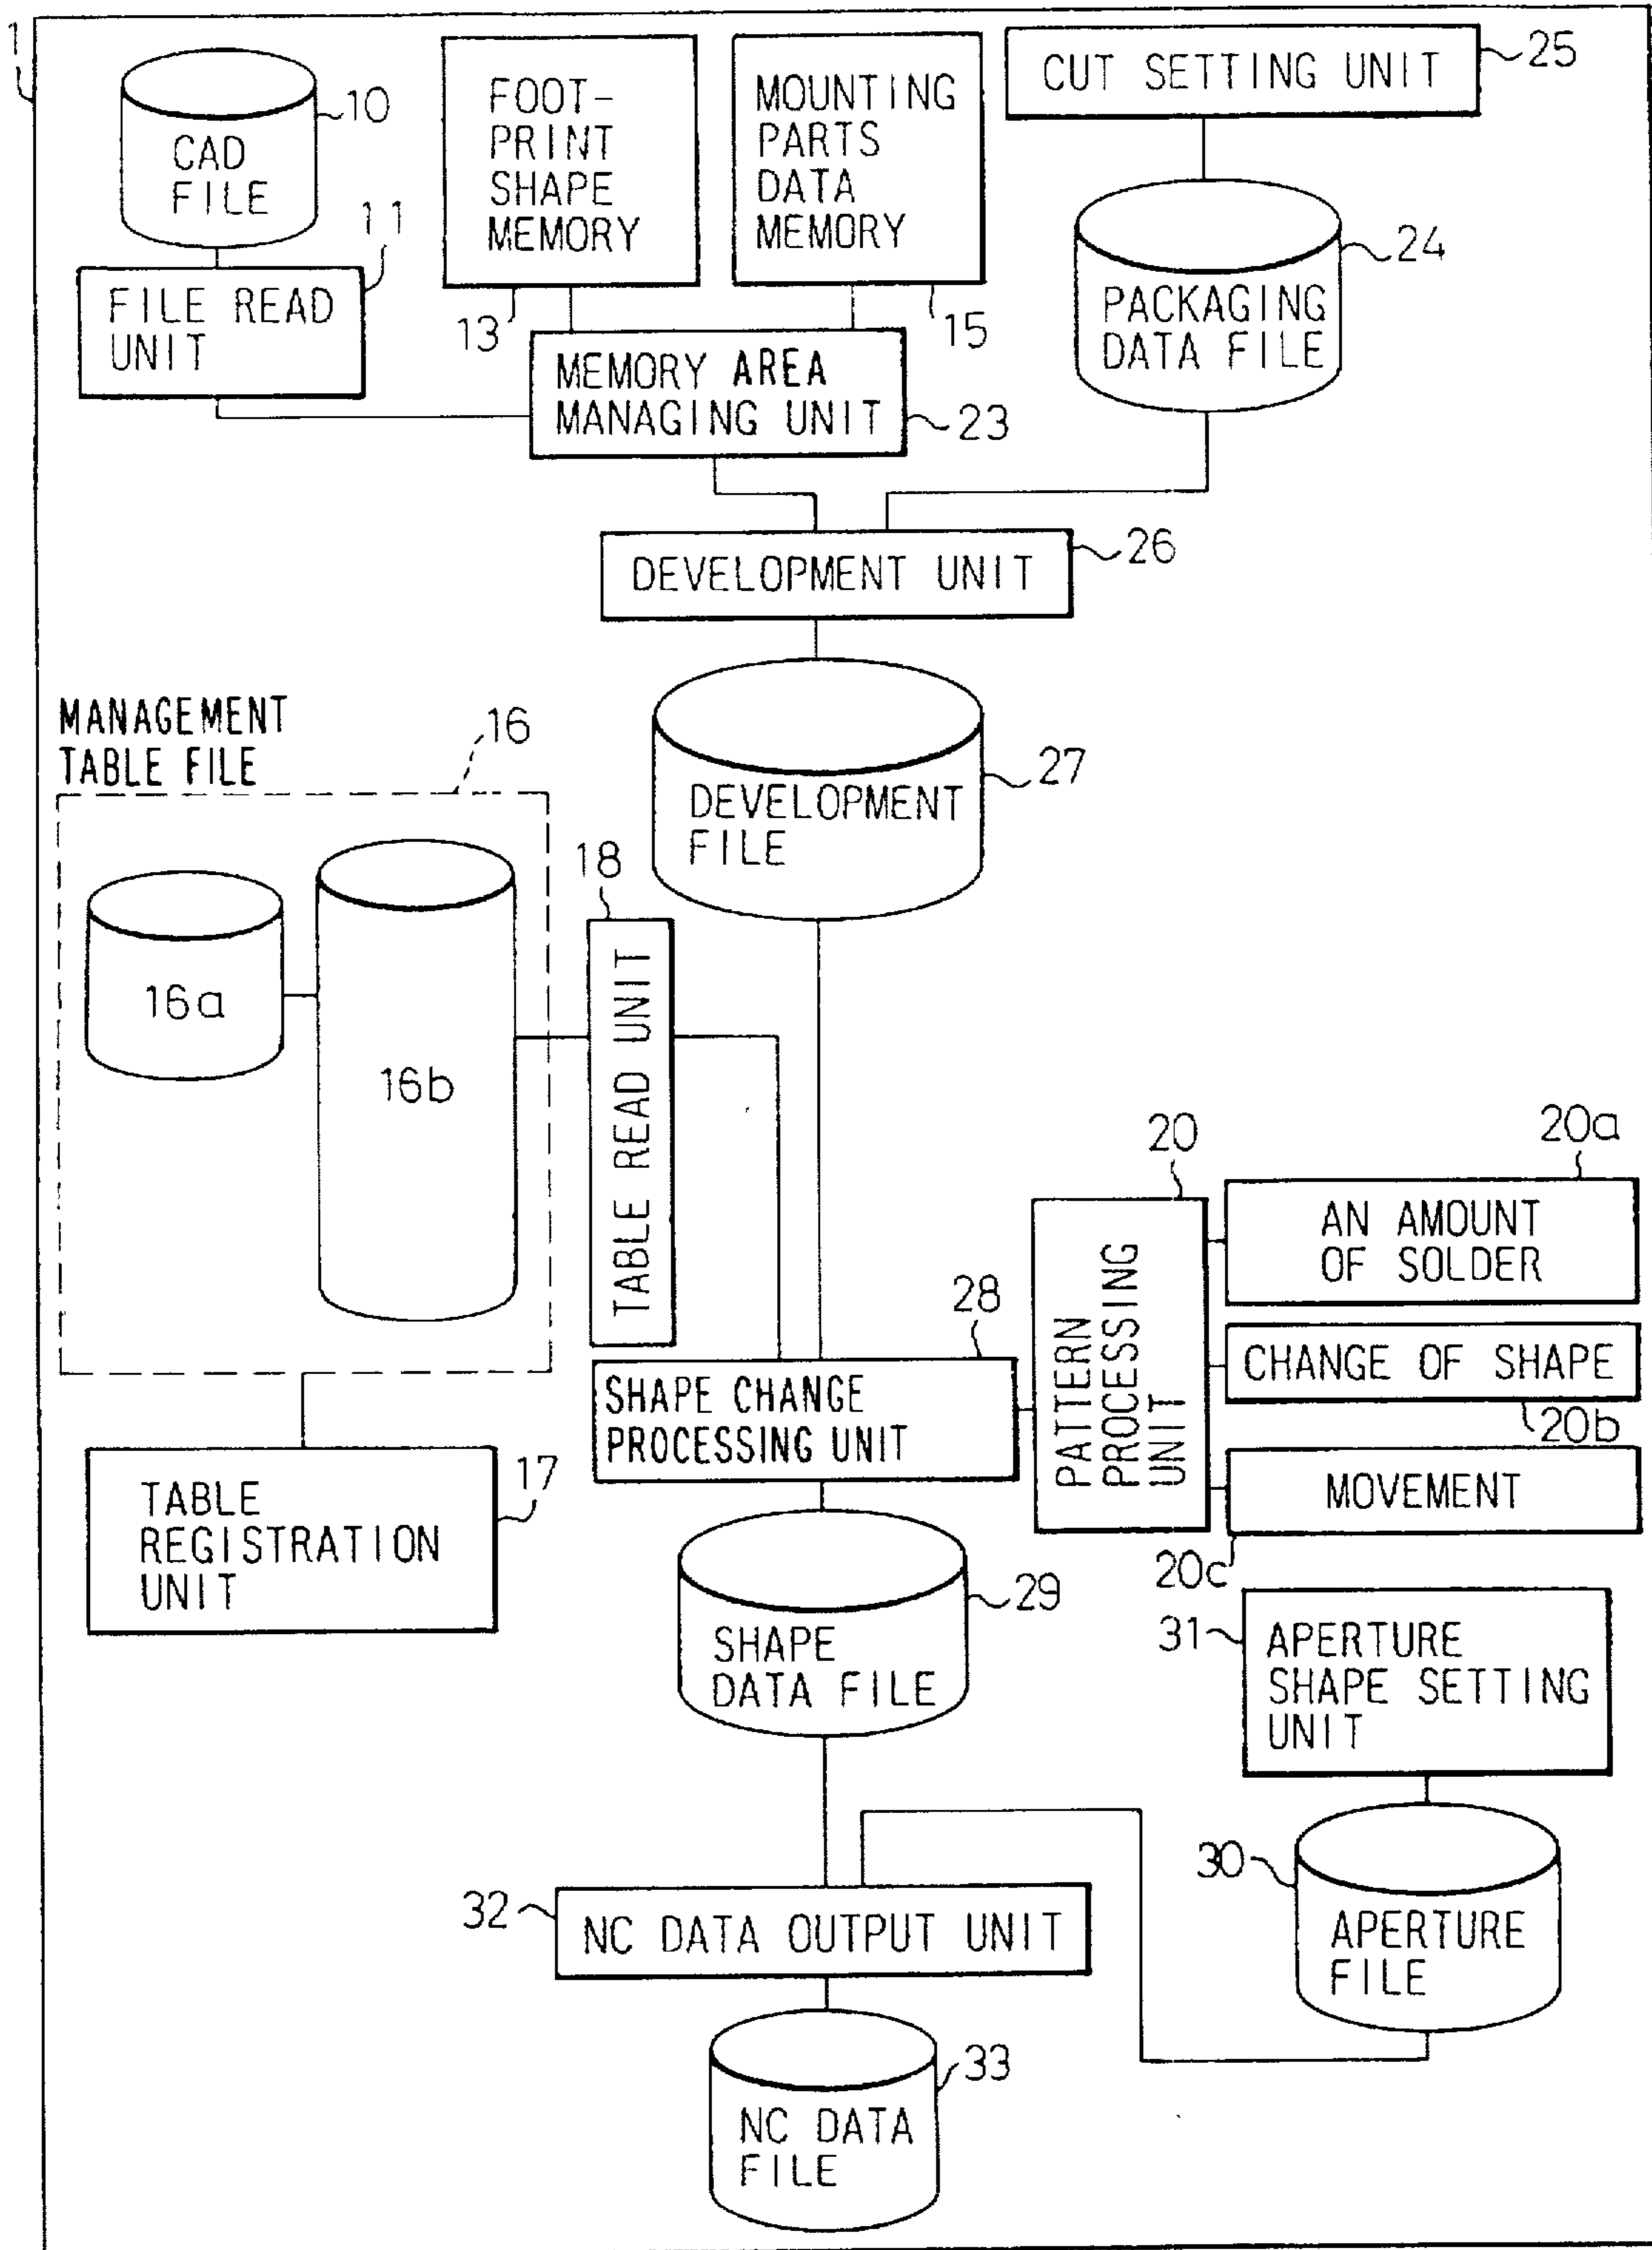 1
CAD
FILE
10
FOOT-
PRINT
SHAPE
MEMORY
13
MOUNTING
PARTS
DATA
MEMORY
15
CUT SETTING UNIT
25
11
FILE READ
UNIT
PACKAGING
DATA FILE
24
MEMORY AREA
MANAGING UNIT
23
DEVELOPMENT UNIT
26
MANAGEMENT
TABLE FILE
16
DEVELOPMENT
FILE
27
16a
16b
18
TABLE READ UNIT
20
20a
AN AMOUNT
OF SOLDER
PATTERN
PROCESSING
UNIT
CHANGE OF SHAPE
20b
28
SHAPE CHANGE
PROCESSING UNIT
MOVEMENT
20c
17
TABLE
REGISTRATION
UNIT
SHAPE
DATA FILE
29
31
APERTURE
SHAPE SETTING
UNIT
30
APERTURE
FILE
32
NC DATA OUTPUT UNIT
NC DATA
FILE
33